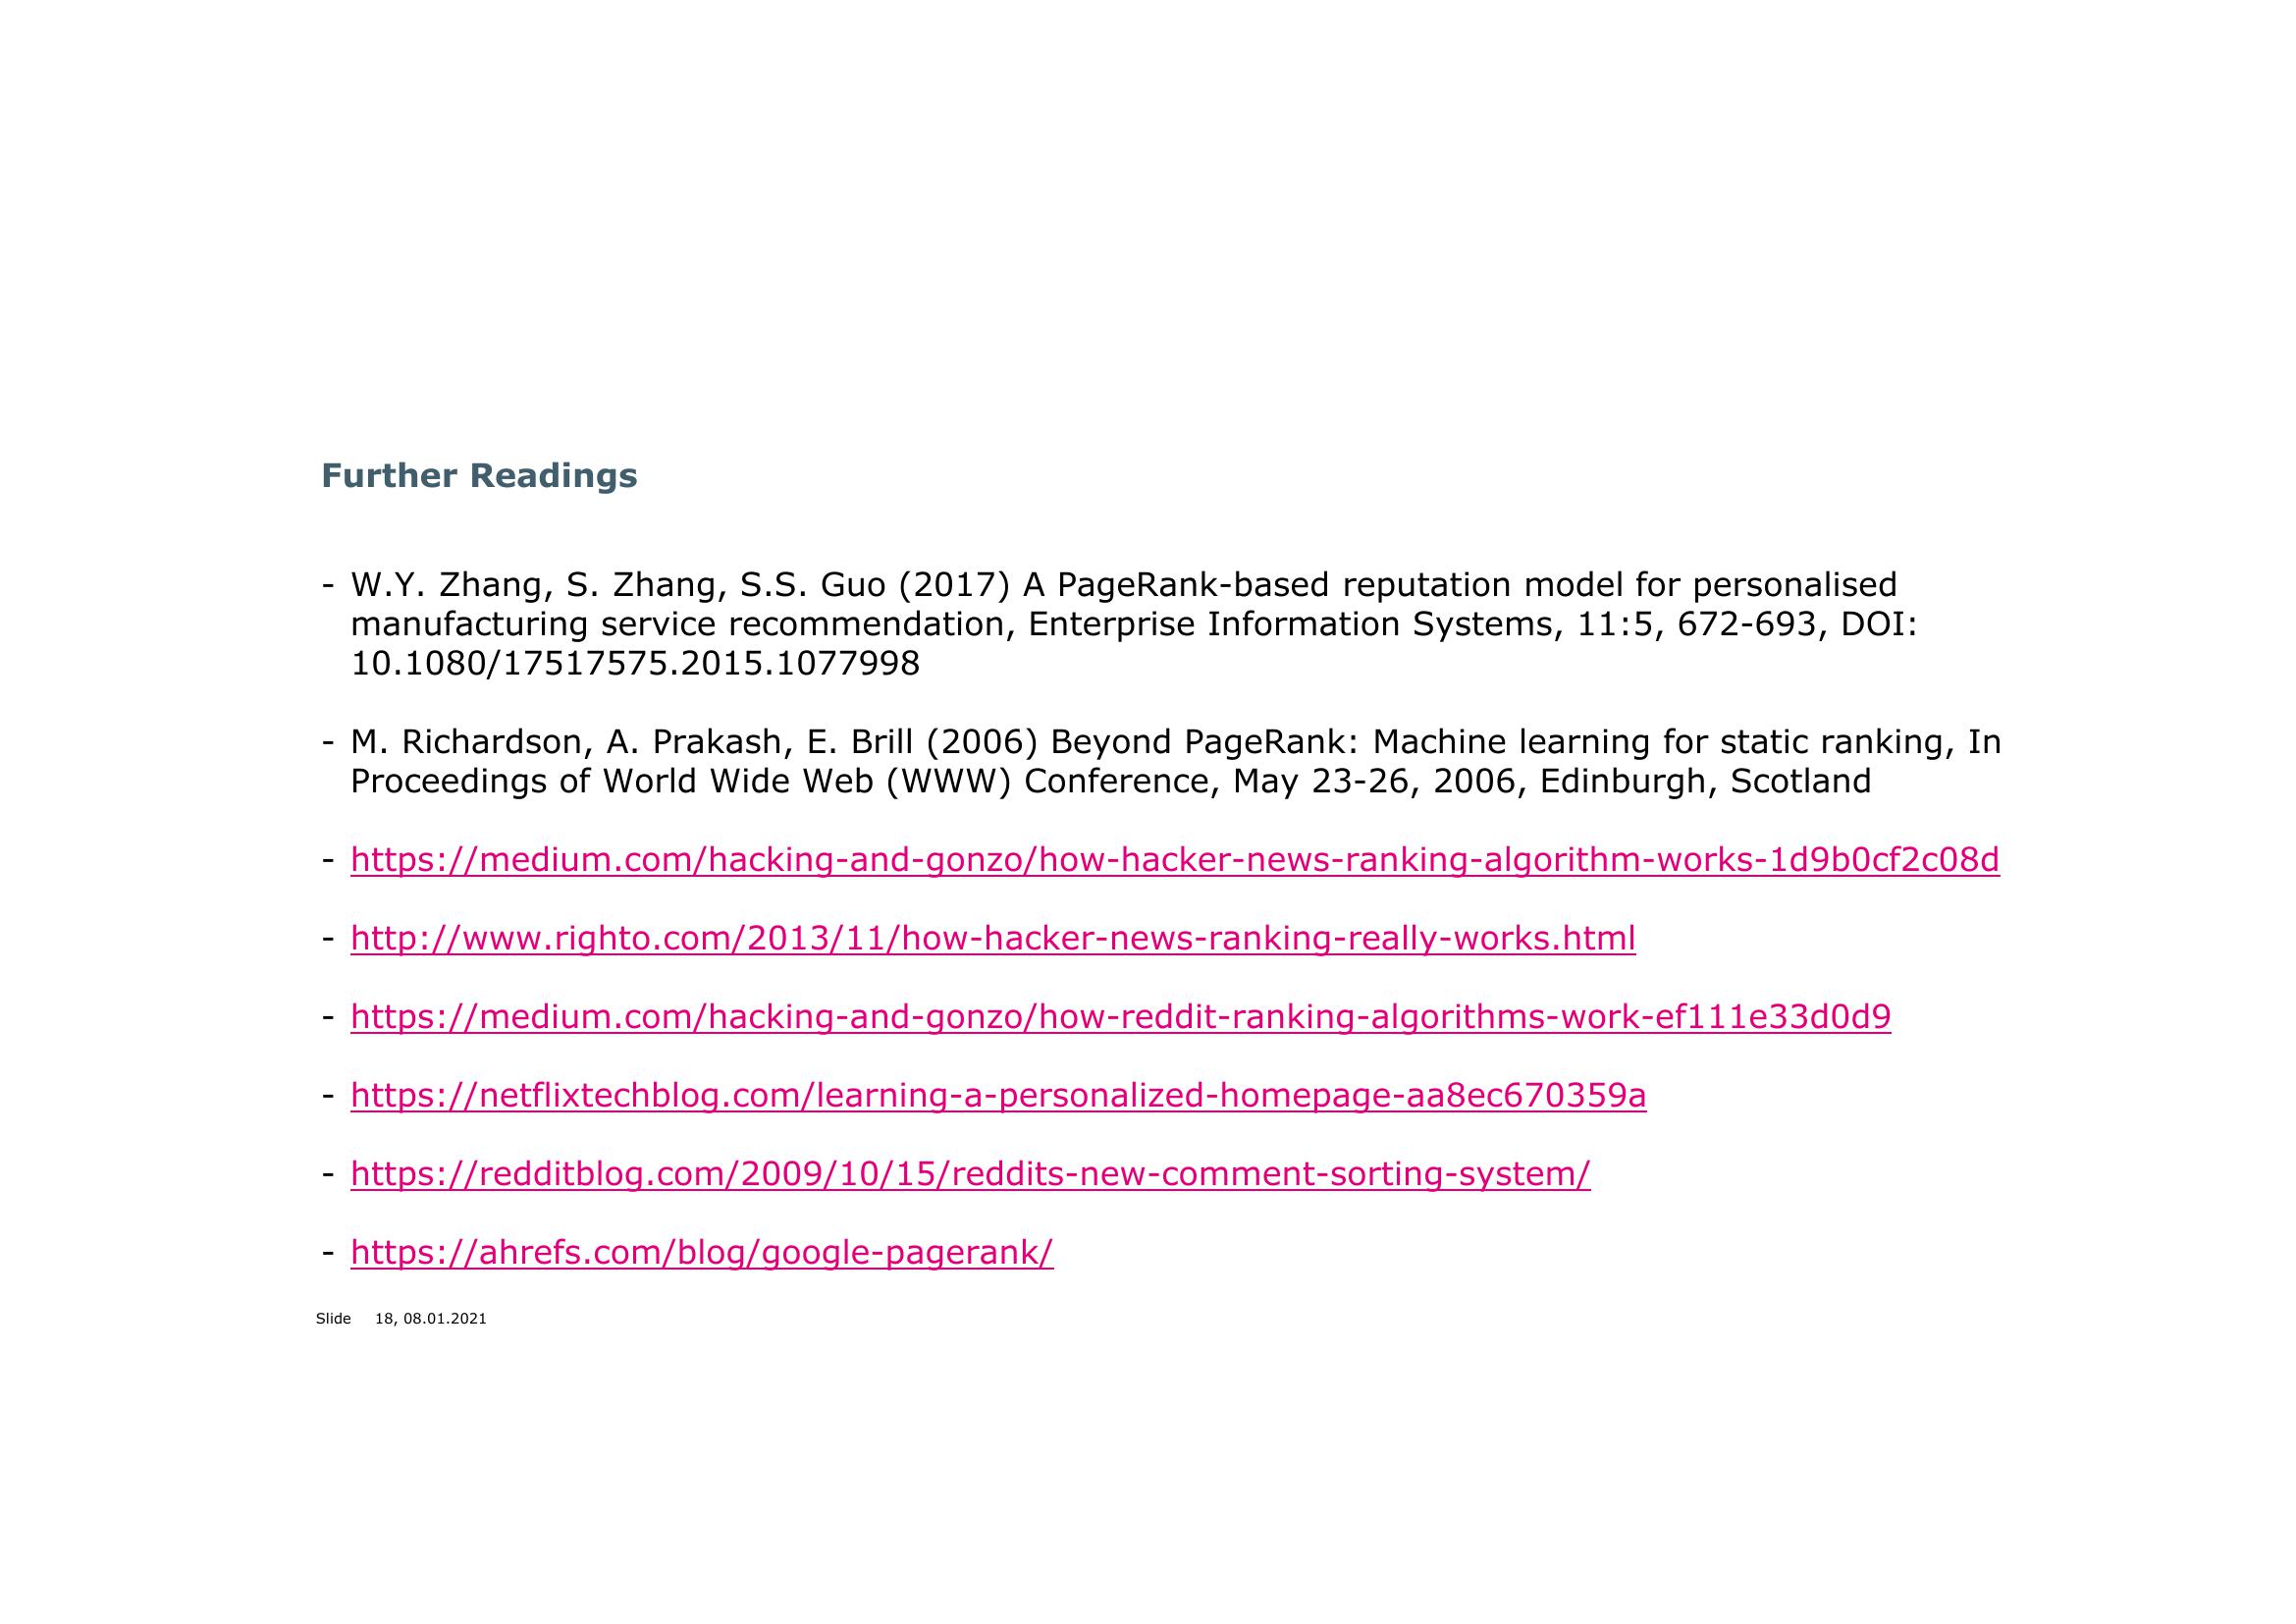 Further Readings
- W.Y. Zhang, S. Zhang, S.S. Guo (2017) A PageRank-based reputation model for personalised
manufacturing service recommendation, Enterprise Information Systems, 11:5, 672-693, DOI:
10.1080/17517575.2015.1077998
- M. Richardson, A. Prakash, E. Brill (2006) Beyond PageRank: Machine learning for static ranking, In
Proceedings of World Wide Web (WWW) Conference, May 23-26, 2006, Edinburgh, Scotland
- https://medium.com/hacking-and-gonzo/how-hacker-news-ranking-algorithm-works-1d9b0cf2c08d
- http://www.righto.com/2013/11/how-hacker-news-ranking-really-works.html
- https://medium.com/hacking-and-gonzo/how-reddit-ranking-algorithms-work-ef111e33d0d9
- https://netflixtechblog.com/learning-a-personalized-homepage-aa8ec670359a
- https://redditblog.com/2009/10/15/reddits-new-comment-sorting-system/
- https://ahrefs.com/blog/google-pagerank/
Slide 18, 08.01.2021